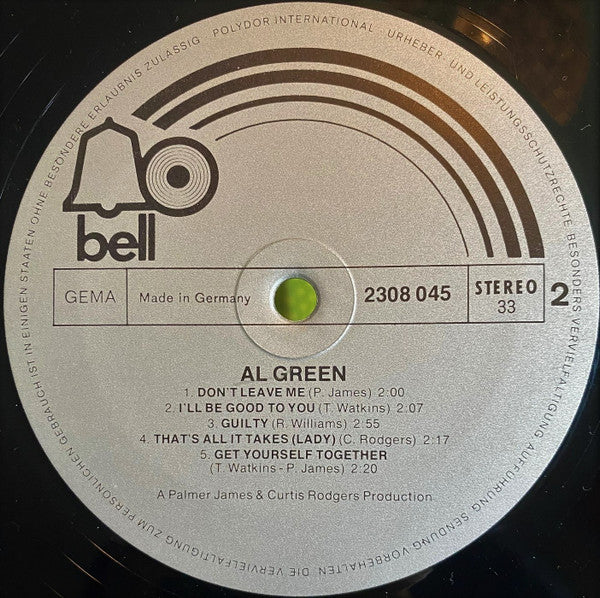 POLYDOR INTERNATIONAL · URHEBER- UND LEISTUNGSSCHUTZRECHTE BESONDERS VERVIELFÄLTIGUNG AUFFÜHRUNG SENDUNG VORBEHALTEN. DIE VERVIELFÄLTIGUNG ZUM PERSÖNLICHEN GEBRAUCH IST IN EINIGEN STAATEN OHNE BESONDERE ERLAUBNIS ZULÄSSIG ·
bell
GEMA Made in Germany 2308 045 STEREO 2
33
AL GREEN
1. DON'T LEAVE ME (P. James) 2:00
2. I'LL BE GOOD TO YOU (T. Watkins) 2:07
3. GUILTY (R. Williams) 2:55
4. THAT'S ALL IT TAKES (LADY) (C. Rodgers) 2:17
5. GET YOURSELF TOGETHER
(T. Watkins - P. James) 2:20
A Palmer James & Curtis Rodgers Production